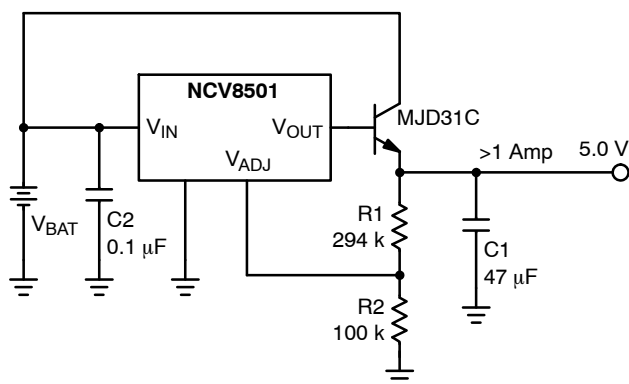 NCV8501
MJD31C
V_IN
V_OUT
V_ADJ
>1 Amp
5.0 V
V_BAT
C2
0.1 μF
R1
294 k
C1
47 μF
R2
100 k